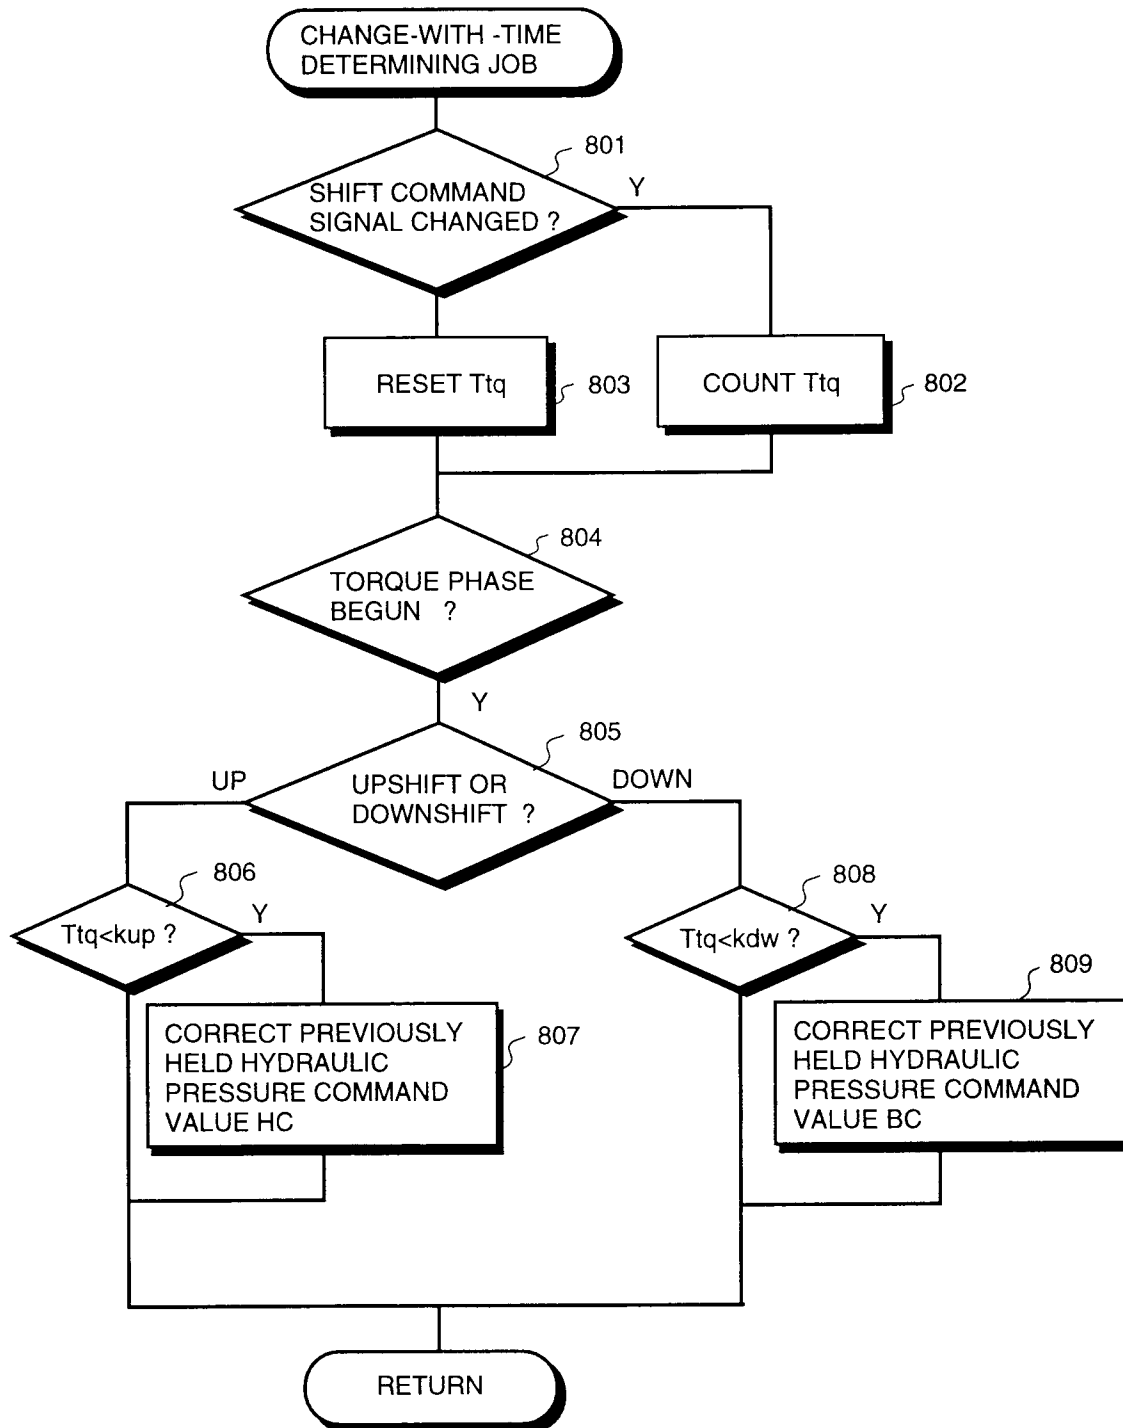 CHANGE-WITH -TIME
DETERMINING JOB
801
SHIFT COMMAND
SIGNAL CHANGED ?
Y
RESET Ttq
803
COUNT Ttq
802
804
TORQUE PHASE
BEGUN ?
Y
805
UP
UPSHIFT OR
DOWNSHIFT ?
DOWN
806
Ttq<kup ?
Y
808
Ttq<kdw ?
Y
CORRECT PREVIOUSLY
HELD HYDRAULIC
PRESSURE COMMAND
VALUE HC
807
809
CORRECT PREVIOUSLY
HELD HYDRAULIC
PRESSURE COMMAND
VALUE BC
RETURN